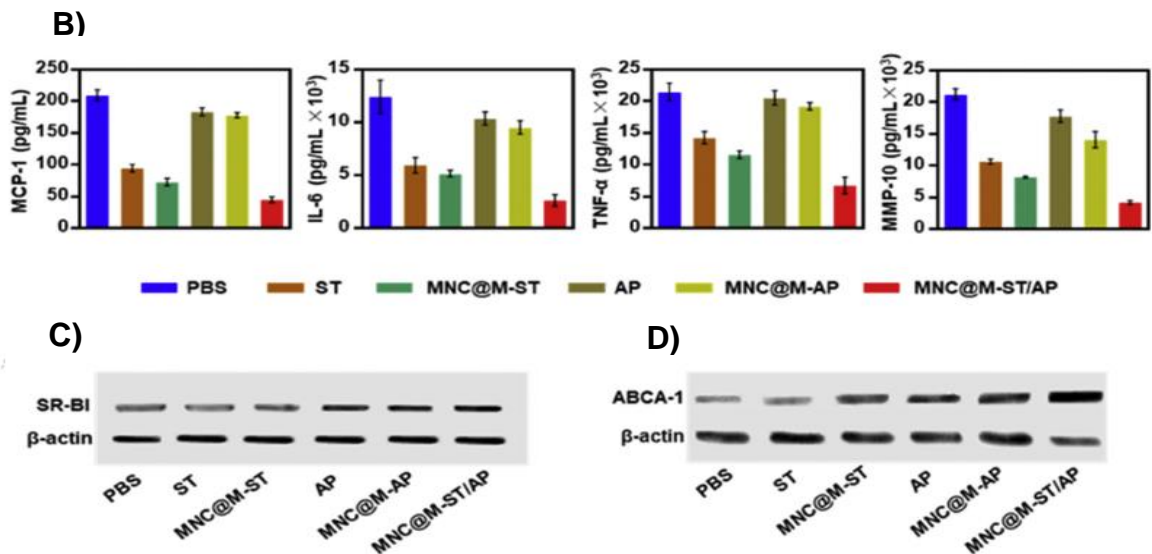 B)
MCP-1 (pg/mL)
250
200
150
100
50
0
IL-6 (pg/mL ×10³)
15
10
5
0
TNF-α (pg/mL×10³)
25
20
15
10
5
0
MMP-10 (pg/mL ×10³)
25
20
15
10
5
0
PBS ST MNC@M-ST AP MNC@M-AP MNC@M-ST/AP
C)
SR-BI
β-actin
PBS ST MNC@M-ST AP MNC@M-AP MNC@M-ST/AP
D)
ABCA-1
β-actin
PBS ST MNC@M-ST AP MNC@M-AP MNC@M-ST/AP